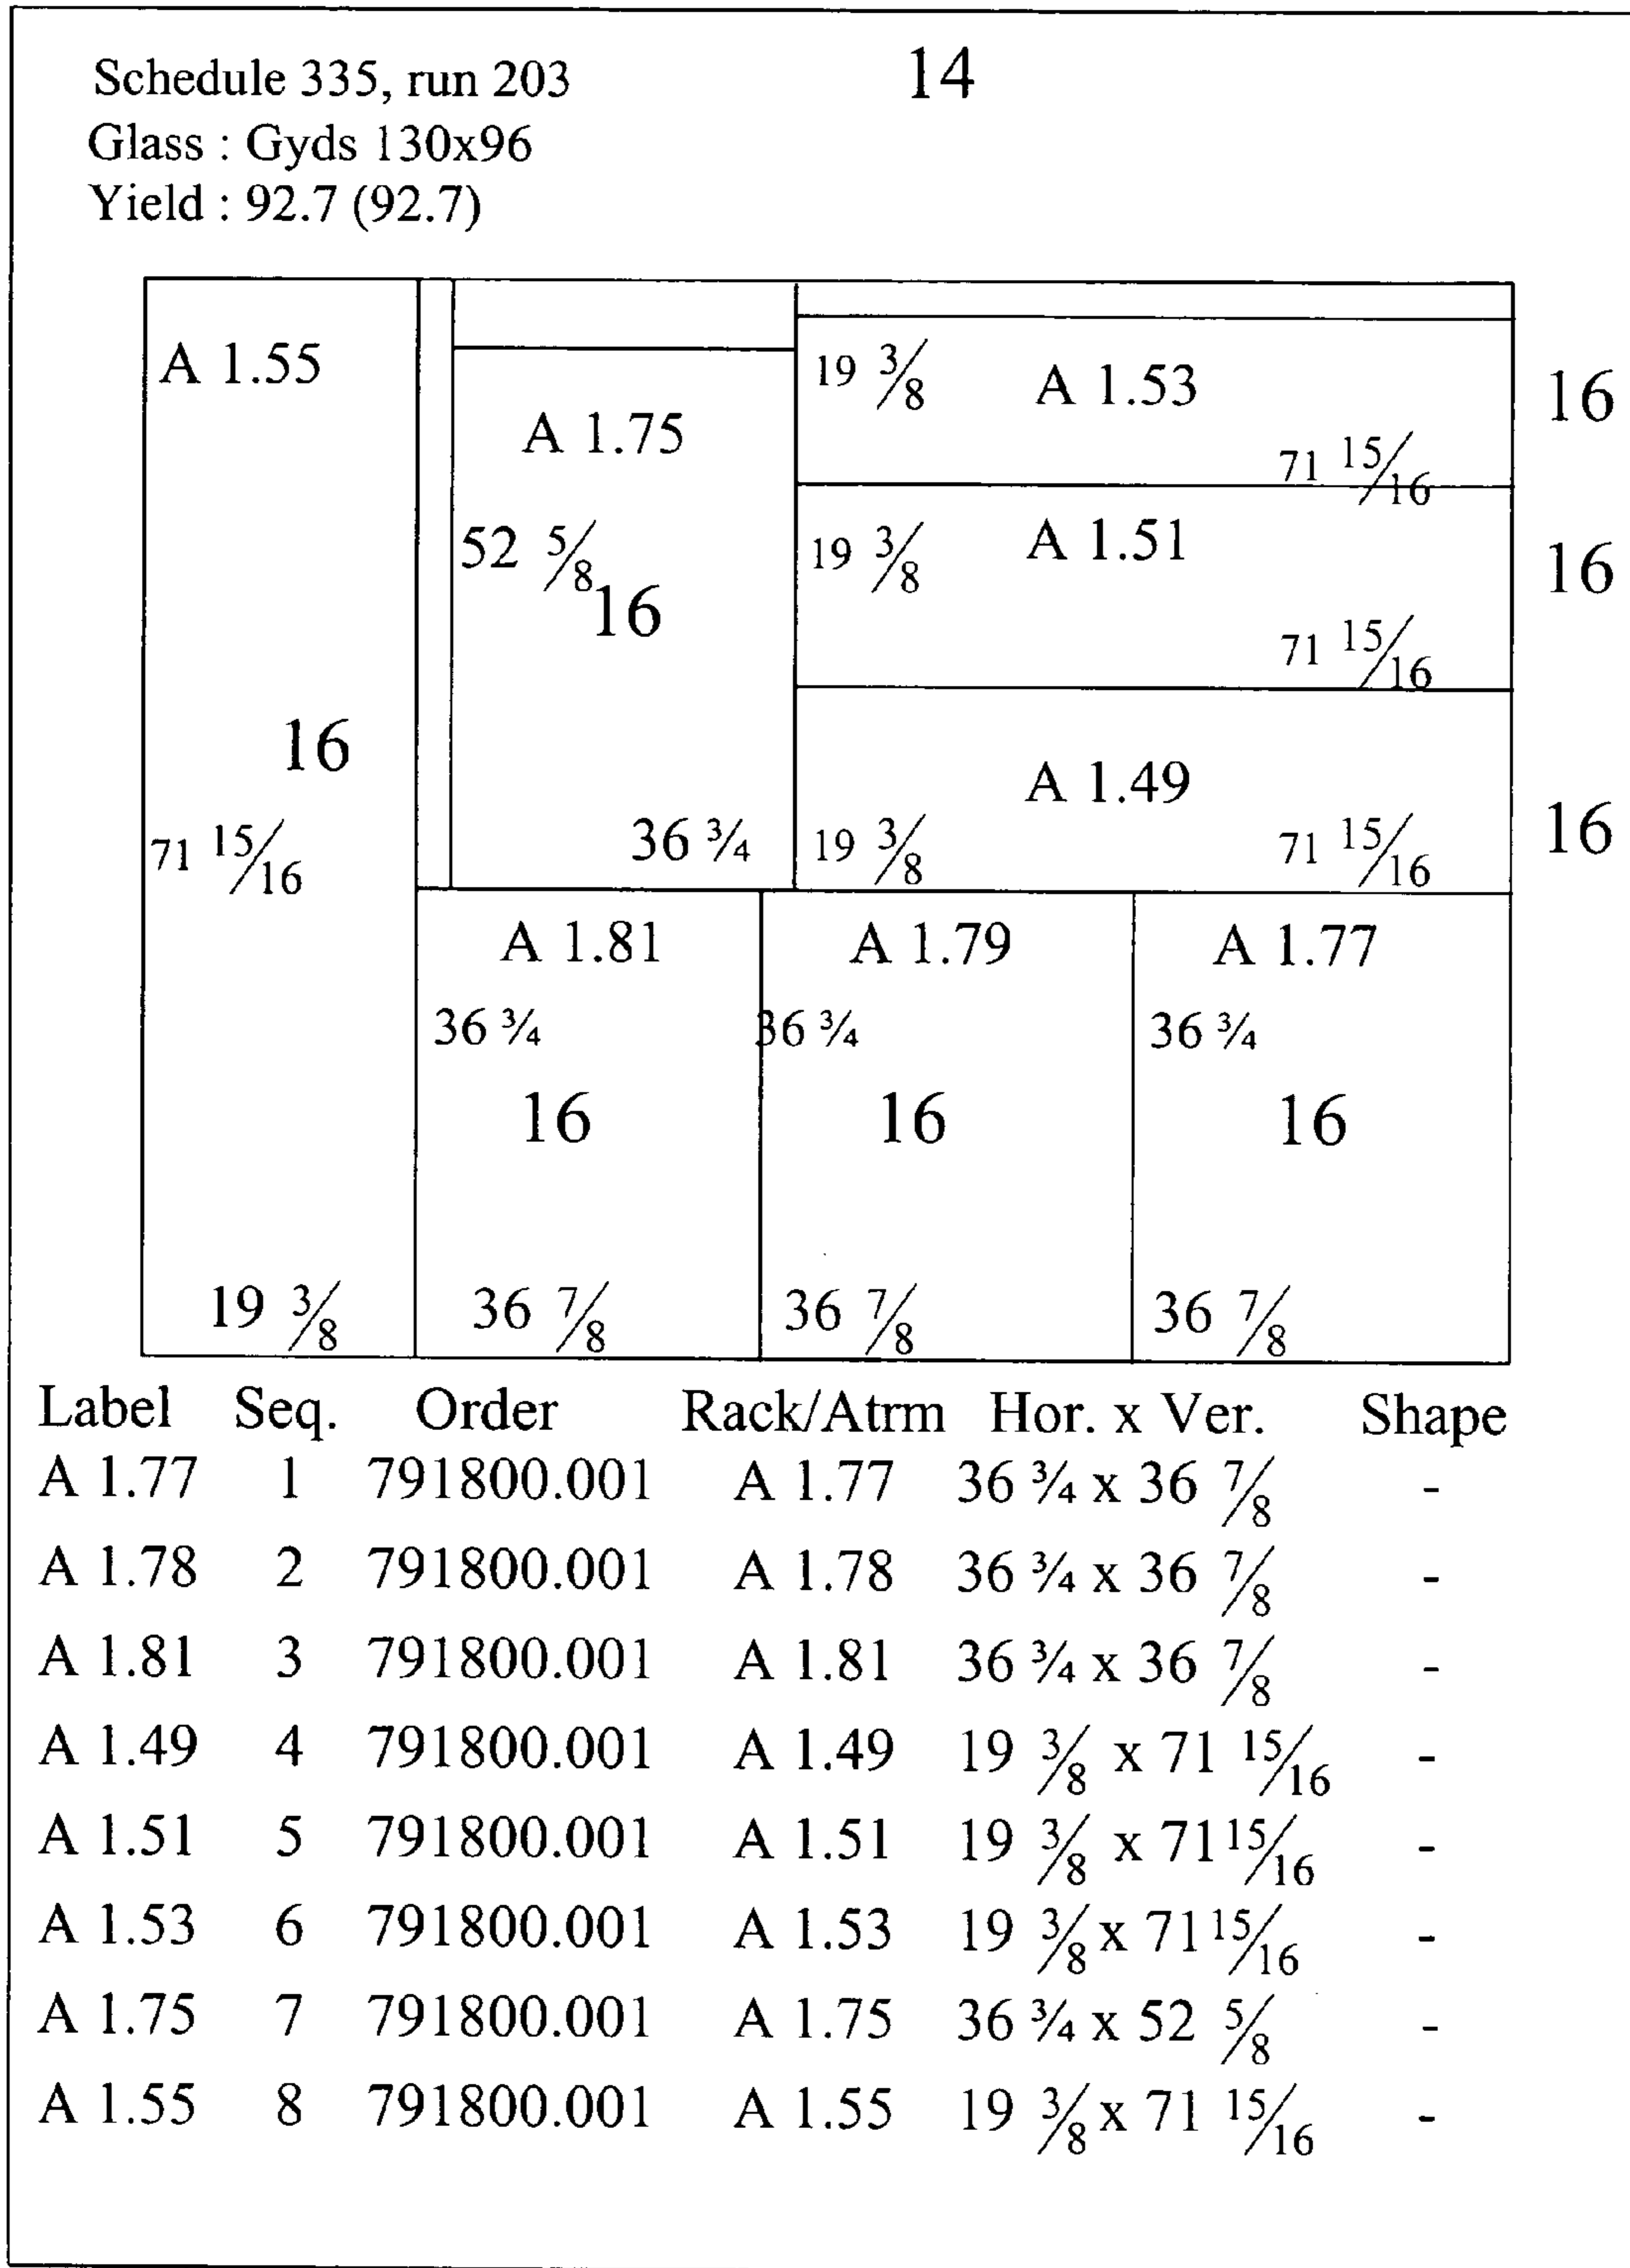 14
Schedule 335, run 203
Glass : Gyds 130x96
Yield : 92.7 (92.7)
A 1.55
16
71 15/16
19 3/8
A 1.75
52 5/8
16
36 ¾
19 3/8 A 1.53
71 15/16
16
19 3/8 A 1.51
71 15/16
16
A 1.49
19 3/8 71 15/16
16
A 1.81
36 ¾
16
36 7/8
A 1.79
36 ¾
16
36 7/8
A 1.77
36 ¾
16
36 7/8
Label Seq. Order Rack/Atrm Hor. x Ver. Shape
A 1.77 1 791800.001 A 1.77 36 ¾ x 36 7/8 -
A 1.78 2 791800.001 A 1.78 36 ¾ x 36 7/8 -
A 1.81 3 791800.001 A 1.81 36 ¾ x 36 7/8 -
A 1.49 4 791800.001 A 1.49 19 3/8 x 71 15/16 -
A 1.51 5 791800.001 A 1.51 19 3/8 x 71 15/16 -
A 1.53 6 791800.001 A 1.53 19 3/8 x 71 15/16 -
A 1.75 7 791800.001 A 1.75 36 ¾ x 52 5/8 -
A 1.55 8 791800.001 A 1.55 19 3/8 x 71 15/16 -